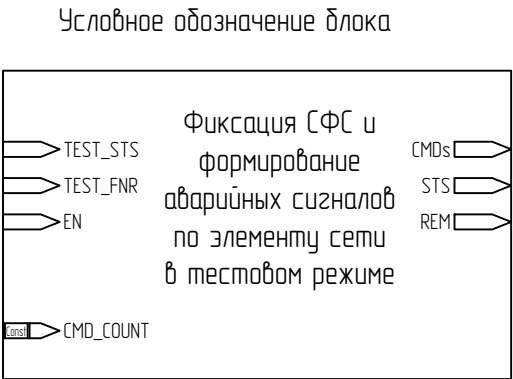 Условное обозначение блока
Фиксация СФС и
формирование
аварийных сигналов
по элементу сети
в тестовом режиме
TEST_STS
TEST_FNR
EN
Const
CMD_COUNT
CMDs
STS
REM